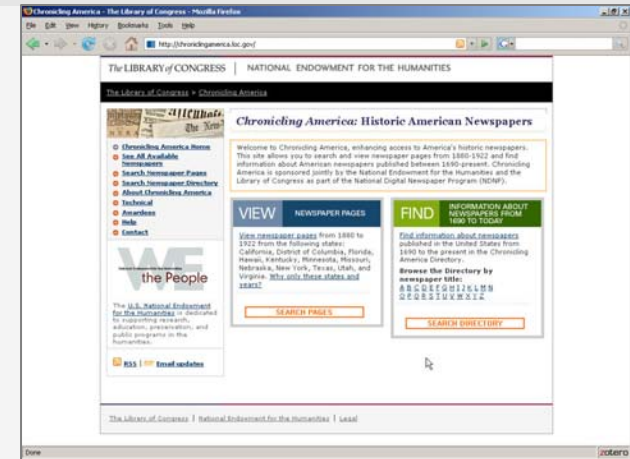 Chronicling America - The Library of Congress - Mozilla Firefox
File Edit View History Bookmarks Tools Help
http://chroniclingamerica.loc.gov/
The LIBRARY of CONGRESS | NATIONAL ENDOWMENT FOR THE HUMANITIES
The Library of Congress > Chronicling America
Chronicling America Home
See All Available
Newspapers
Search Newspaper Pages
Search Newspaper Directory
About Chronicling America
Technical
Awardees
Help
Contact
WE
the People
The U.S. National Endowment
for the Humanities is dedicated
to supporting research,
education, preservation, and
public programs in the
humanities.
RSS | Email updates
Chronicling America: Historic American Newspapers
Welcome to Chronicling America, enhancing access to America's historic newspapers.
This site allows you to search and view newspaper pages from 1880-1922 and find
information about American newspapers published between 1690-present. Chronicling
America is sponsored jointly by the National Endowment for the Humanities and the
Library of Congress as part of the National Digital Newspaper Program (NDNP).
VIEW NEWSPAPER PAGES
View newspaper pages from 1880 to
1922 from the following states:
California, District of Columbia, Florida,
Hawaii, Kentucky, Minnesota, Missouri,
Nebraska, New York, Texas, Utah, and
Virginia. Why only these states and
years?
SEARCH PAGES
FIND INFORMATION ABOUT
NEWSPAPERS FROM
1690 TO TODAY
Find information about newspapers
published in the United States from
1690 to the present in the Chronicling
America Directory.
Browse the Directory by
newspaper title:
A B C D E F G H I J K L M N
O P Q R S T U V W X Y Z
SEARCH DIRECTORY
The Library of Congress | National Endowment for the Humanities | Legal
Done
zotero